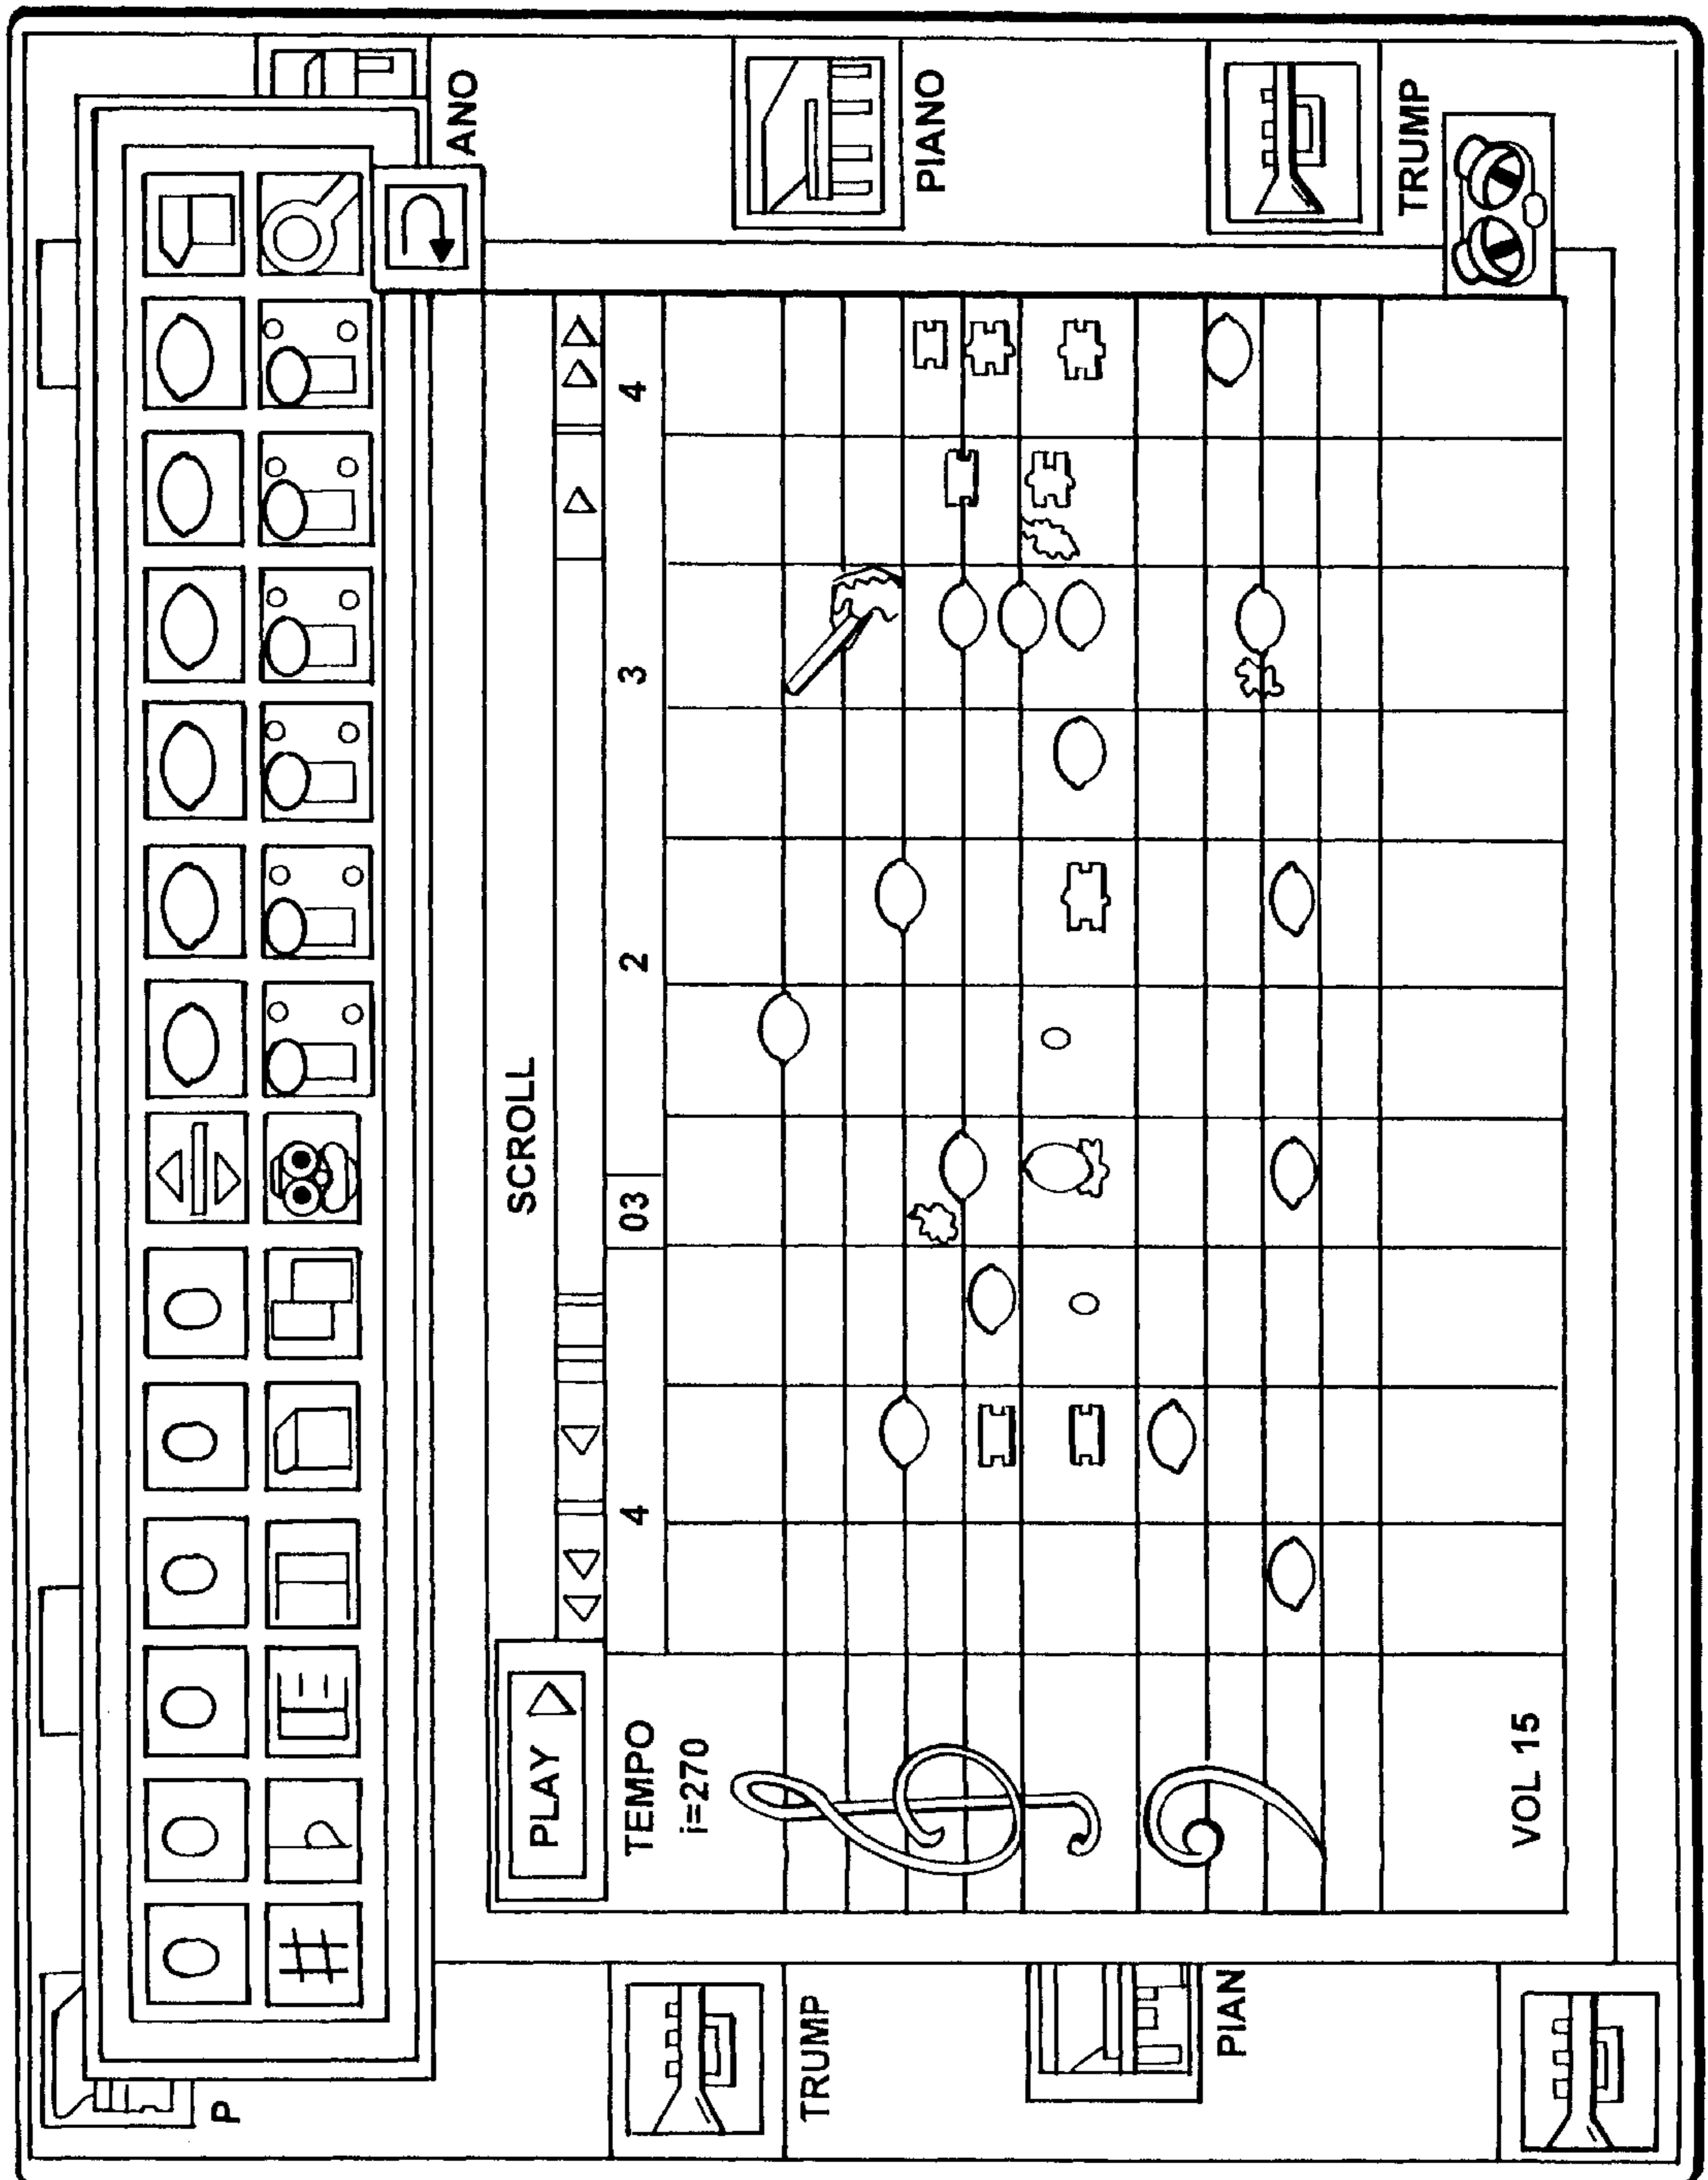 P
ANO
PIANO
TRUMP
SCROLL
PLAY
4 03 2 3 4
TEMPO
i=270
VOL 15
TRUMP
PIAN